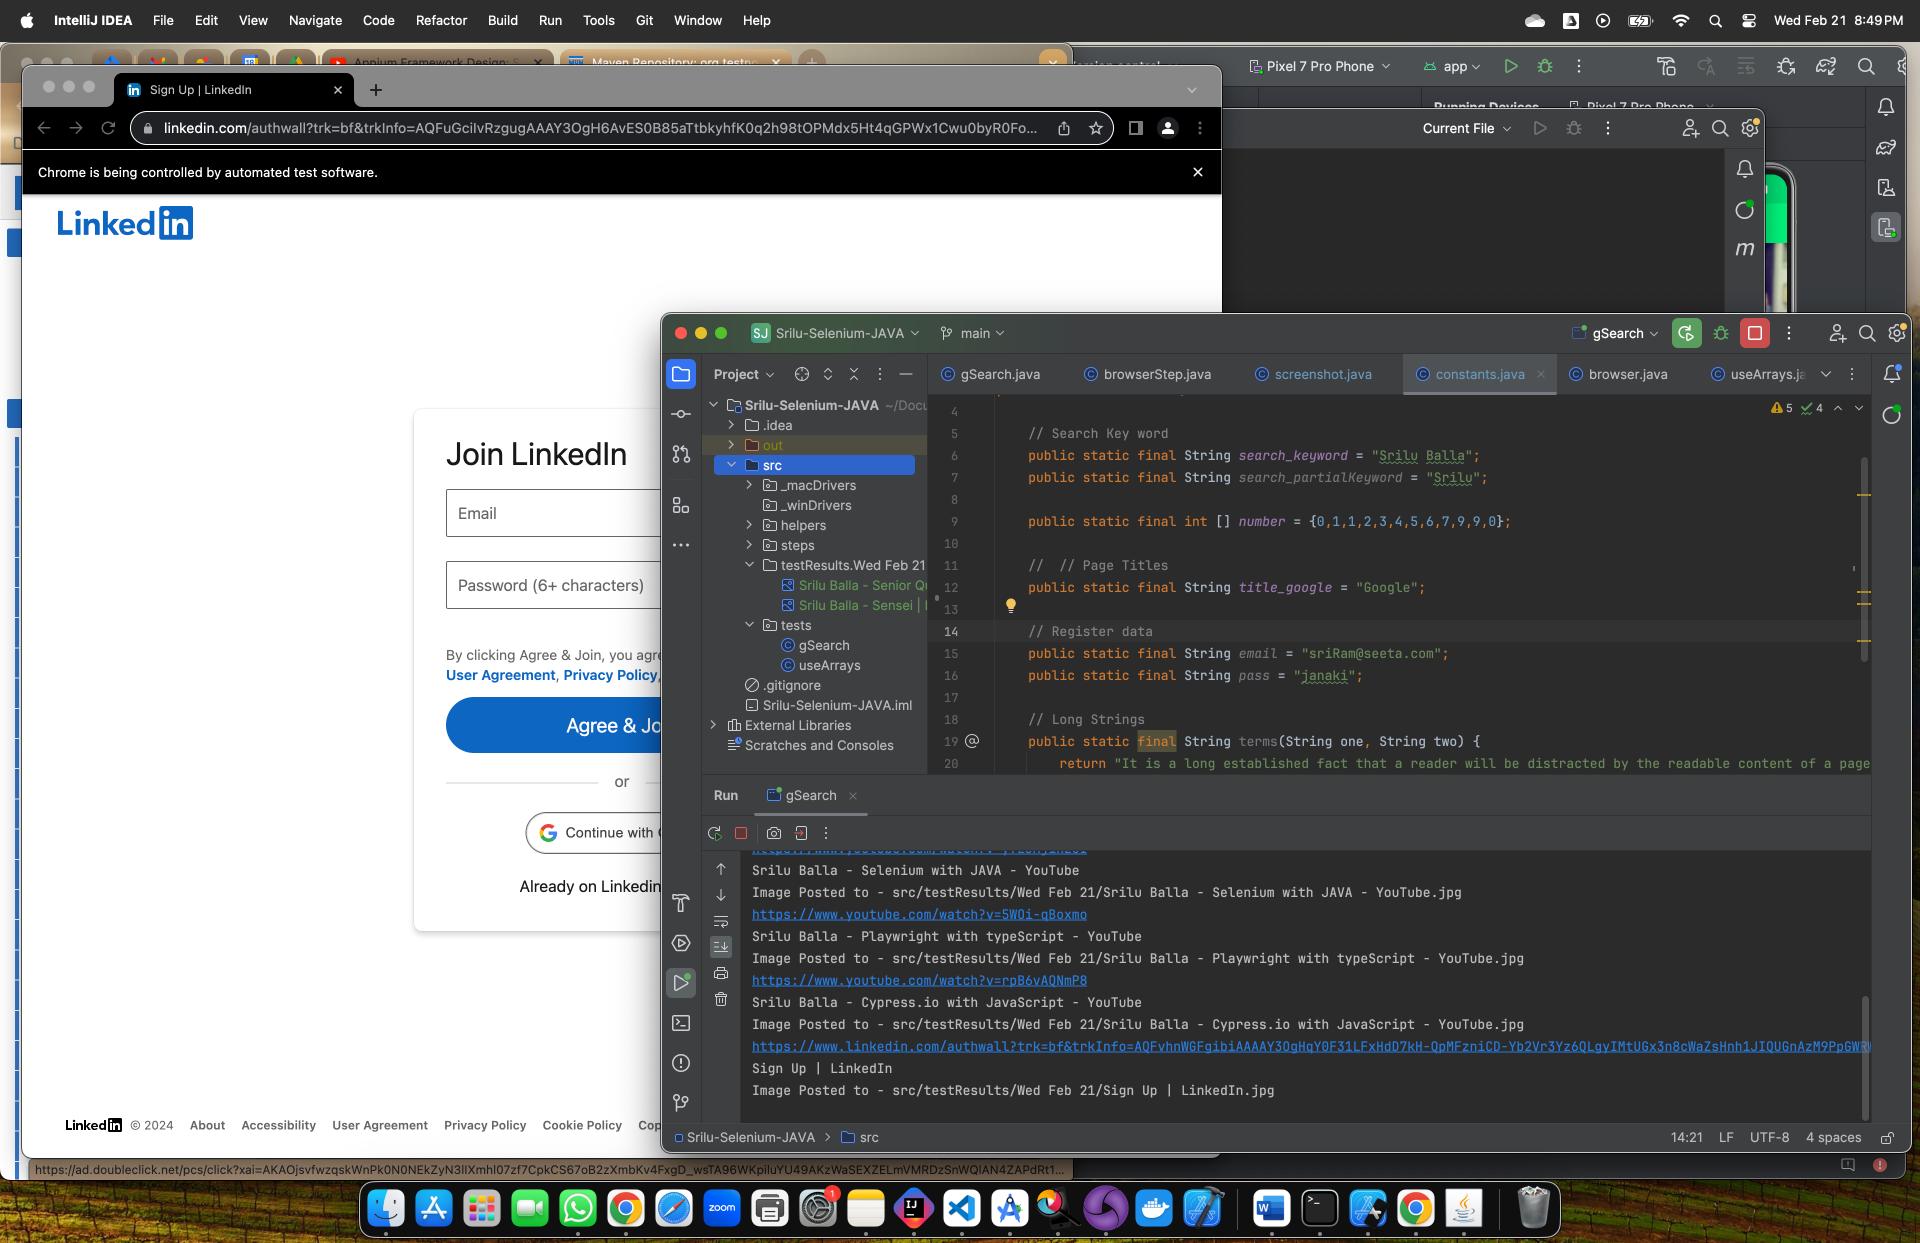 IntelliJ IDEA File Edit View Navigate Code Refactor Build Run Tools Git Window Help
Wed Feb 21 8:49 PM
Pixel 7 Pro Phone
app
Sign Up | LinkedIn
Running Devices
Pixel 7 Pro Phone
linkedin.com/authwall?trk=bf&trkInfo=AQFuGcilvRzgugAAAY3OgH6AvES0B85aTtbkyhfK0q2h98tOPMdx5Ht4qGPWx1Cwu0byR0Fo...
Current File
Chrome is being controlled by automated test software.
LinkedIn
Join LinkedIn
Email
Password (6+ characters)
By clicking Agree & Join, you agre
User Agreement, Privacy Policy,
Agree & Jo
or
Continue with
Already on Linkedin
LinkedIn © 2024 About Accessibility User Agreement Privacy Policy Cookie Policy Cop
SJ Srilu-Selenium-JAVA main
gSearch
Project
gSearch.java browserStep.java screenshot.java constants.java browser.java useArrays.ja
Srilu-Selenium-JAVA ~/Docu
.idea
out
src
_macDrivers
_winDrivers
helpers
steps
testResults.Wed Feb 21
Srilu Balla - Senior Q
Srilu Balla - Sensei |
tests
gSearch
useArrays
.gitignore
Srilu-Selenium-JAVA.iml
External Libraries
Scratches and Consoles
5 4
4
5 // Search Key word
6 public static final String search_keyword = "Srilu Balla";
7 public static final String search_partialKeyword = "Srilu";
8
9 public static final int [] number = {0,1,1,2,3,4,5,6,7,9,9,0};
10
11 // // Page Titles
12 public static final String title_google = "Google";
13
14 // Register data
15 public static final String email = "sriRam@seeta.com";
16 public static final String pass = "janaki";
17
18 // Long Strings
19 public static final String terms(String one, String two) {
20 return "It is a long established fact that a reader will be distracted by the readable content of a page
Run gSearch
Srilu Balla - Selenium with JAVA - YouTube
Image Posted to - src/testResults/Wed Feb 21/Srilu Balla - Selenium with JAVA - YouTube.jpg
https://www.youtube.com/watch?v=5WOi-qBoxmo
Srilu Balla - Playwright with typeScript - YouTube
Image Posted to - src/testResults/Wed Feb 21/Srilu Balla - Playwright with typeScript - YouTube.jpg
https://www.youtube.com/watch?v=rpB6vAQNmP8
Srilu Balla - Cypress.io with JavaScript - YouTube
Image Posted to - src/testResults/Wed Feb 21/Srilu Balla - Cypress.io with JavaScript - YouTube.jpg
https://www.linkedin.com/authwall?trk=bf&trkInfo=AQFvhnWGFgibiAAAAY3OgHqY0F31LFxHdD7kH-QpMFzniCD-Yb2Vr3Yz6QLgyIMtUGx3n8cWaZsHnh1JIQUGnAzM9PpGWR
Sign Up | LinkedIn
Image Posted to - src/testResults/Wed Feb 21/Sign Up | LinkedIn.jpg
Srilu-Selenium-JAVA > src
14:21 LF UTF-8 4 spaces
zoom
1